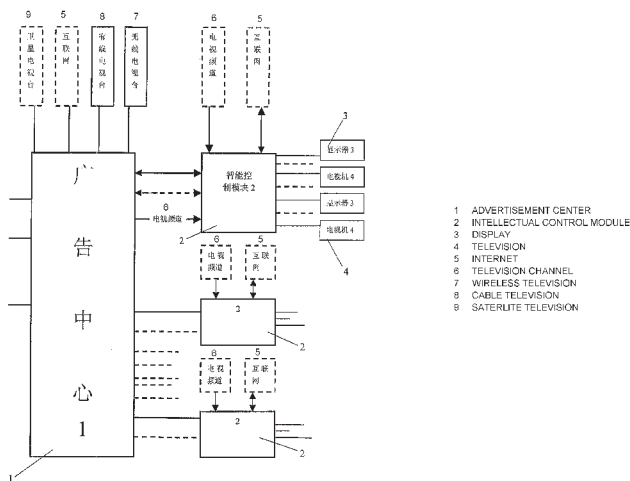 9
5
8
7
卫星电视台
互联网
有线电视台
无线电视台
6
5
电视频道
互联网
3
显示器 3
电视机 4
显示器 3
电视机 4
4
智能控
制模块 2
6
电视频道
2
广告中心 1
1
6
5
电视
频道
互联
网
2
2
6
5
电视
频道
互联
网
2
2
1 ADVERTISEMENT CENTER
2 INTELLECTUAL CONTROL MODULE
3 DISPLAY
4 TELEVISION
5 INTERNET
6 TELEVISION CHANNEL
7 WIRELESS TELEVISION
8 CABLE TELEVISION
9 SATERLITE TELEVISION